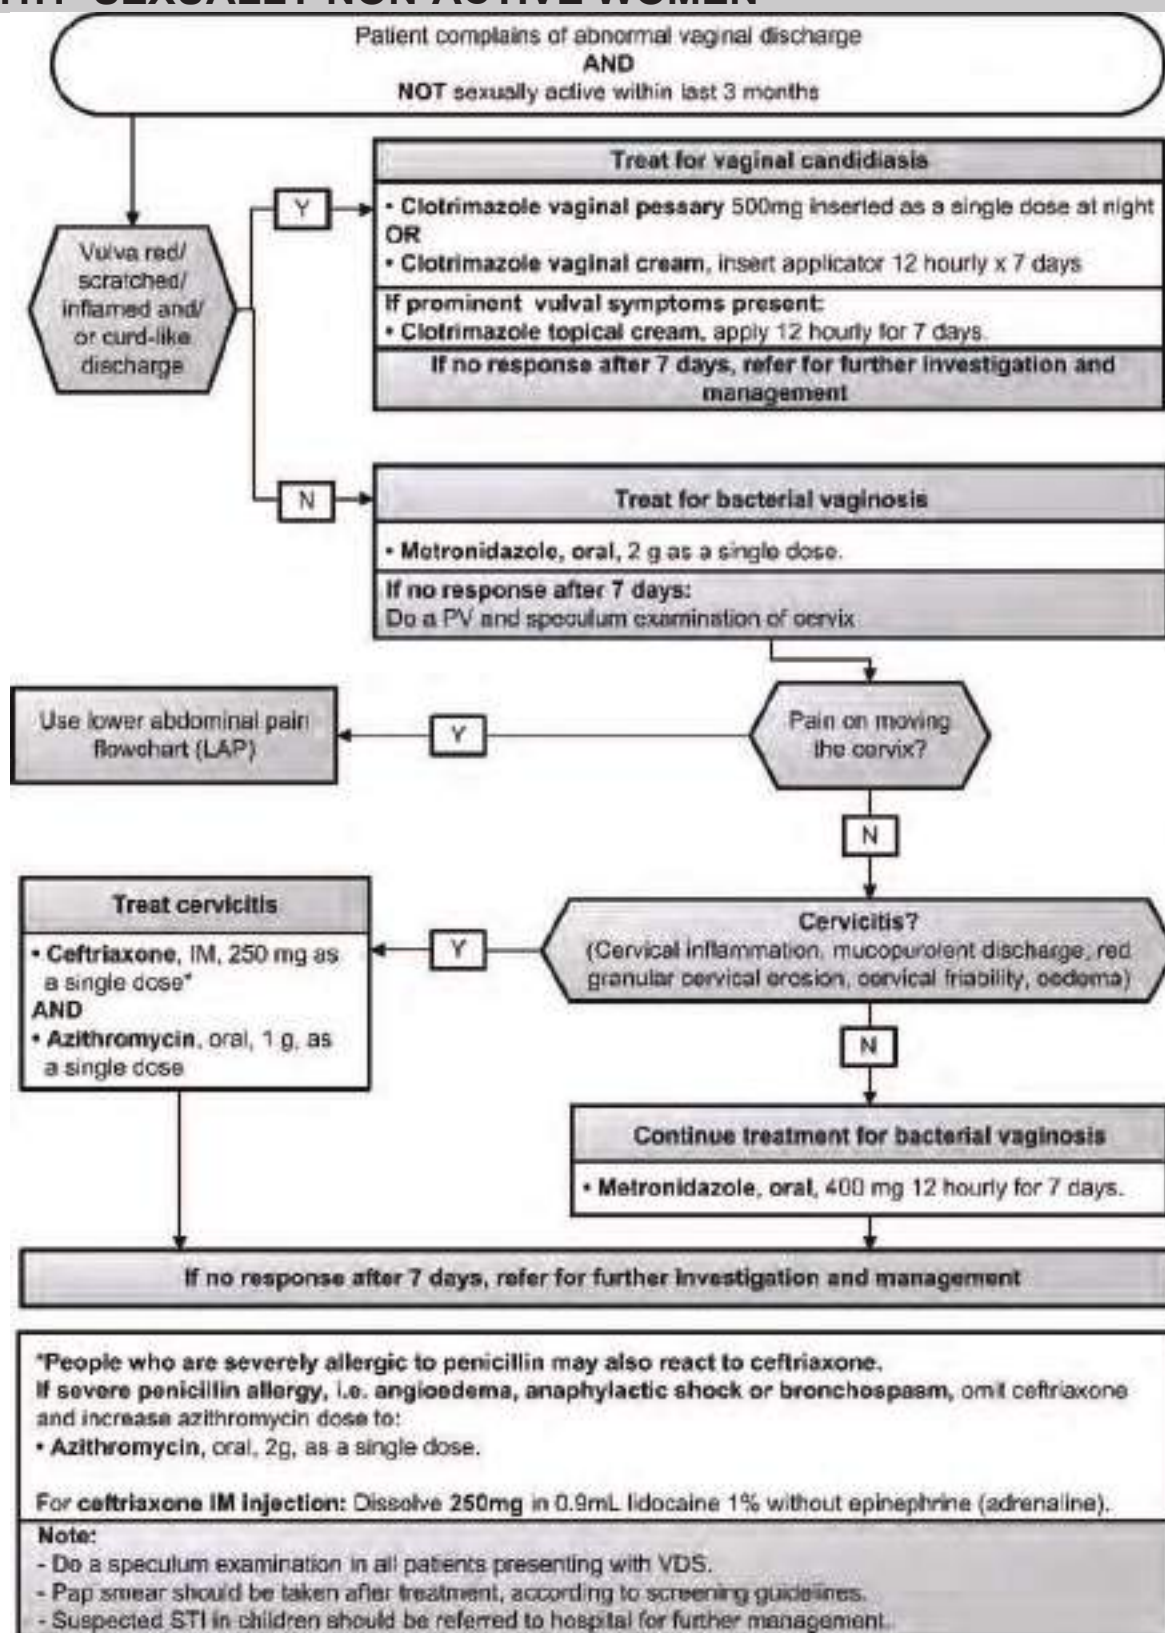 SEXUALLY NON-ACTIVE WOMEN
Patient complains of abnormal vaginal discharge
AND
NOT sexually active within last 3 months
Treat for vaginal candidiasis
Y
• Clotrimazole vaginal pessary 500mg inserted as a single dose at night
OR
• Clotrimazole vaginal cream, insert applicator 12 hourly x 7 days
If prominent vulval symptoms present:
• Clotrimazole topical cream, apply 12 hourly for 7 days.
If no response after 7 days, refer for further investigation and
management
Vulva red/
scratched/
inflamed and/
or curd-like
discharge
N
Treat for bacterial vaginosis
• Metronidazole, oral, 2 g as a single dose.
If no response after 7 days:
Do a PV and speculum examination of cervix
Pain on moving
the cervix?
Y
Use lower abdominal pain
flowchart (LAP)
N
Cervicitis?
(Cervical inflammation, mucopurulent discharge, red
granular cervical erosion, cervical friability, oedema)
Y
Treat cervicitis
• Ceftriaxone, IM, 250 mg as
a single dose*
AND
• Azithromycin, oral, 1 g, as
a single dose
N
Continue treatment for bacterial vaginosis
• Metronidazole, oral, 400 mg 12 hourly for 7 days.
If no response after 7 days, refer for further investigation and management
*People who are severely allergic to penicillin may also react to ceftriaxone.
If severe penicillin allergy, i.e. angioedema, anaphylactic shock or bronchospasm, omit ceftriaxone
and increase azithromycin dose to:
• Azithromycin, oral, 2g, as a single dose.
For ceftriaxone IM injection: Dissolve 250mg in 0.9mL lidocaine 1% without epinephrine (adrenaline).
Note:
- Do a speculum examination in all patients presenting with VDS.
- Pap smear should be taken after treatment, according to screening guidelines.
- Suspected STI in children should be referred to hospital for further management.